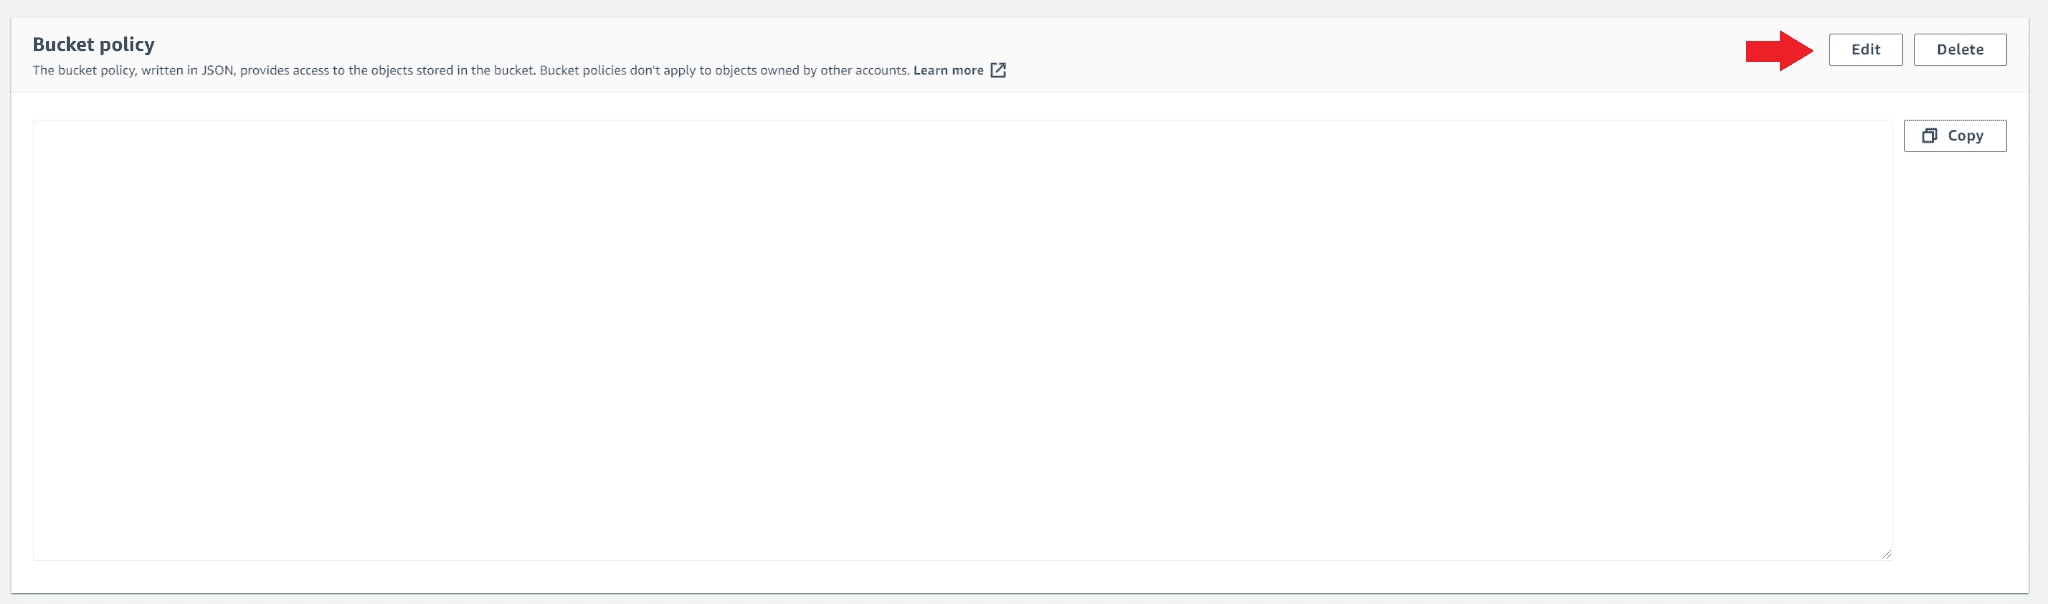 Bucket policy
Edit
Delete
The bucket policy, written in JSON, provides access to the objects stored in the bucket. Bucket policies don't apply to objects owned by other accounts. Learn more
Copy